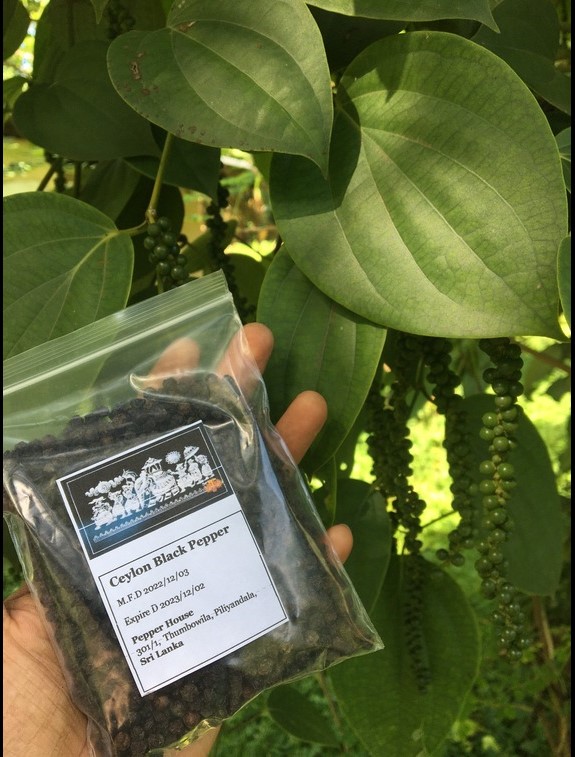 Ceylon Black Pepper
M.F.D 2022/12/03
Expire D 2023/12/02
Pepper House
301/1, Thumbowila, Piliyandala,
Sri Lanka